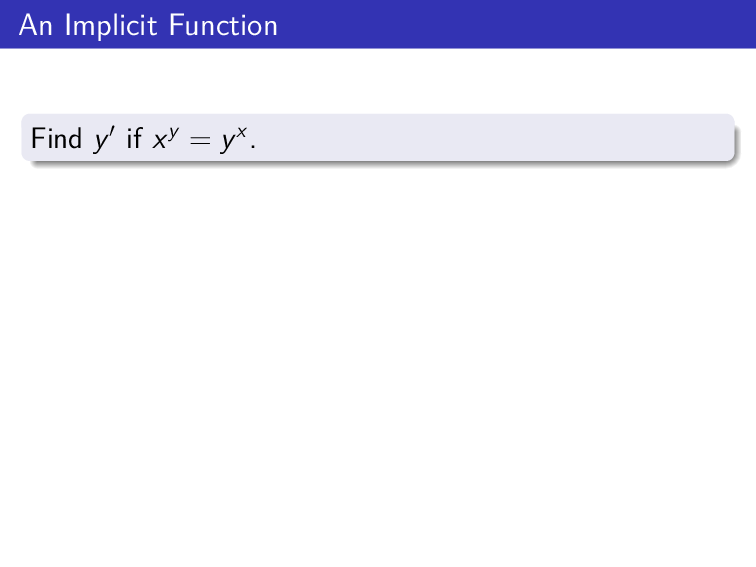 An Implicit Function
Find y′ if xʸ = yˣ.